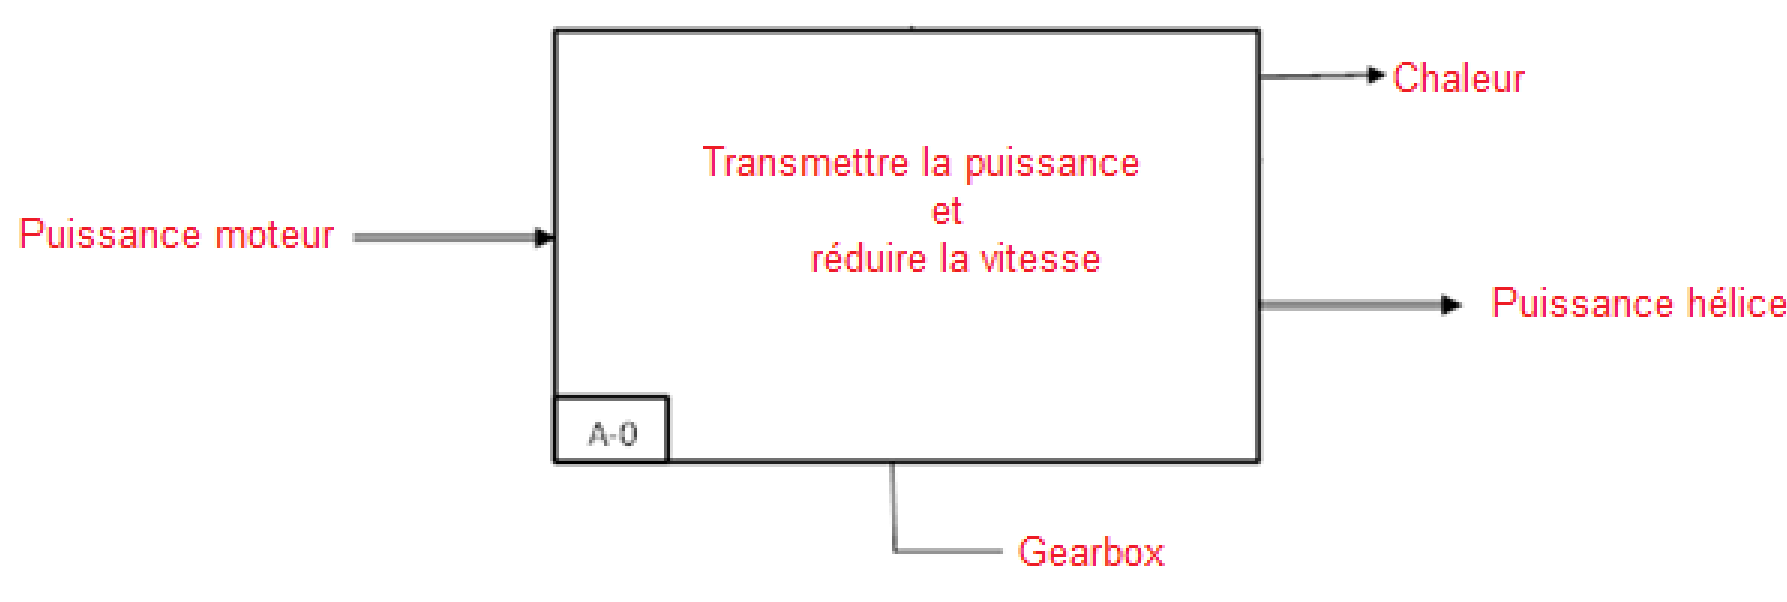 Chaleur
Transmettre la puissance
et
Puissance moteur
réduire la vitesse
Puissance hélice
A-0
Gearbox